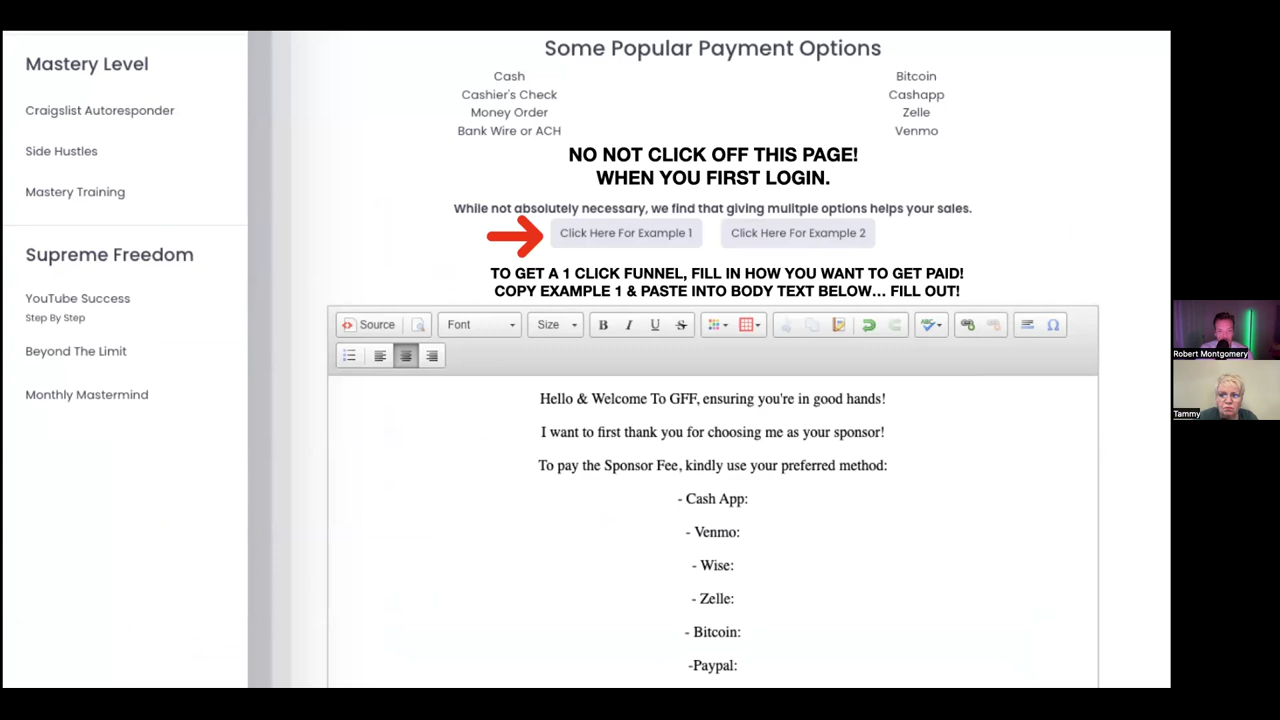 Mastery Level
Craigslist Autoresponder
Side Hustles
Mastery Training
Supreme Freedom
YouTube Success
Step By Step
Beyond The Limit
Monthly Mastermind
Some Popular Payment Options
Cash
Cashier's Check
Money Order
Bank Wire or ACH
Bitcoin
Cashapp
Zelle
Venmo
NO NOT CLICK OFF THIS PAGE!
WHEN YOU FIRST LOGIN.
While not absolutely necessary, we find that giving mulitple options helps your sales.
Click Here For Example 1
Click Here For Example 2
TO GET A 1 CLICK FUNNEL, FILL IN HOW YOU WANT TO GET PAID!
COPY EXAMPLE 1 & PASTE INTO BODY TEXT BELOW... FILL OUT!
Source
Font
Size
B I U S
ABC
Hello & Welcome To GFF, ensuring you're in good hands!
I want to first thank you for choosing me as your sponsor!
To pay the Sponsor Fee, kindly use your preferred method:
- Cash App:
- Venmo:
- Wise:
- Zelle:
- Bitcoin:
-Paypal:
Robert Montgomery
Tammy